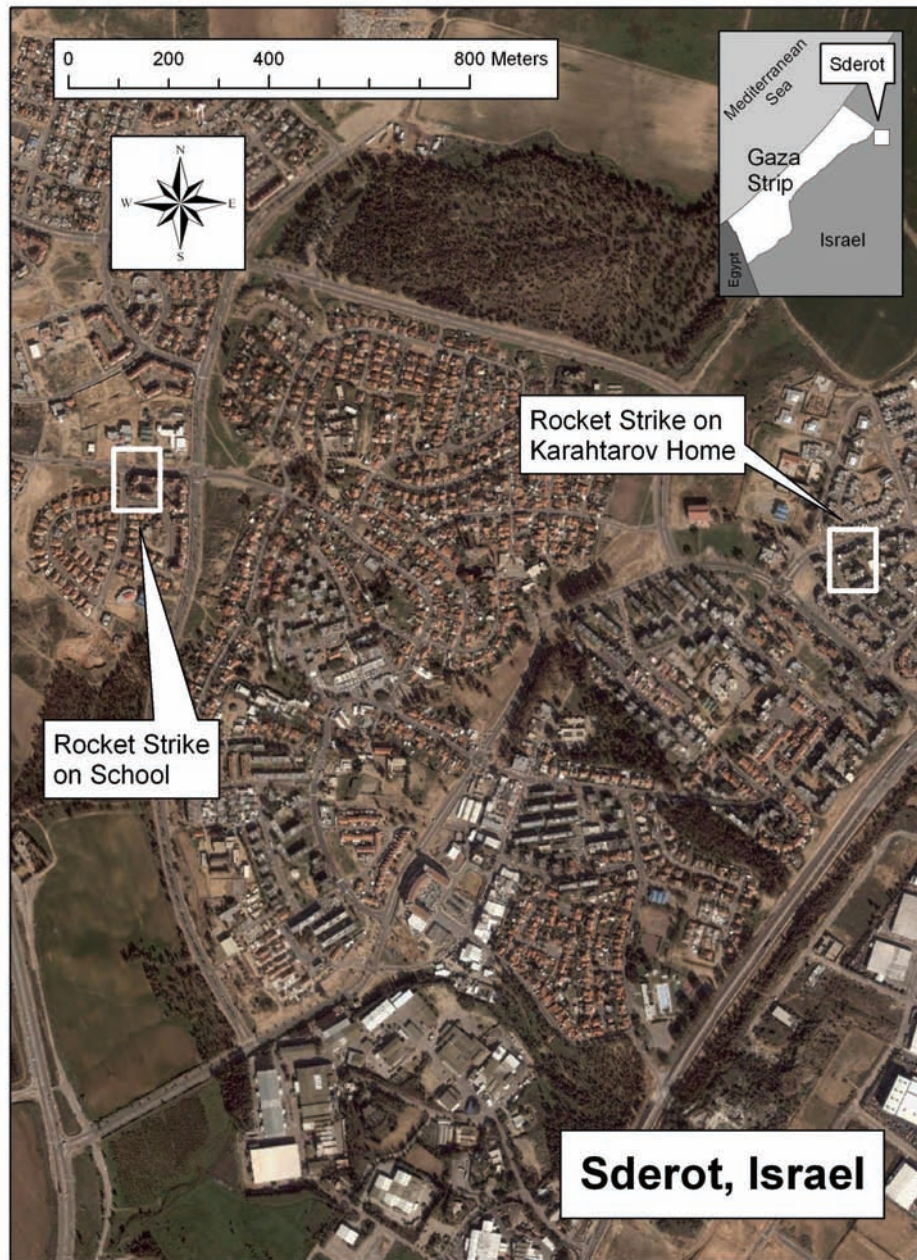 0 200 400 800 Meters
N
W E
S
Mediterranean
Sea
Sderot
Gaza
Strip
Israel
Egypt
Rocket Strike on
Karahtarov Home
Rocket Strike
on School
Sderot, Israel